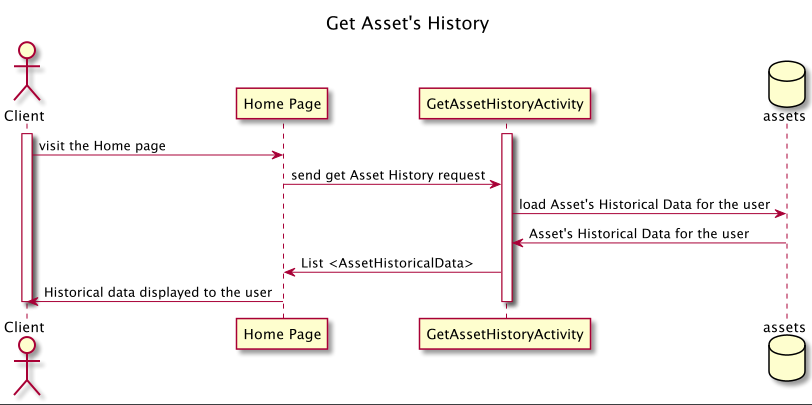 Get Asset's History
Client
Home Page
GetAssetHistoryActivity
assets
visit the Home page
send get Asset History request
load Asset's Historical Data for the user
Asset's Historical Data for the user
List <AssetHistoricalData>
Historical data displayed to the user
Client
Home Page
GetAssetHistoryActivity
assets